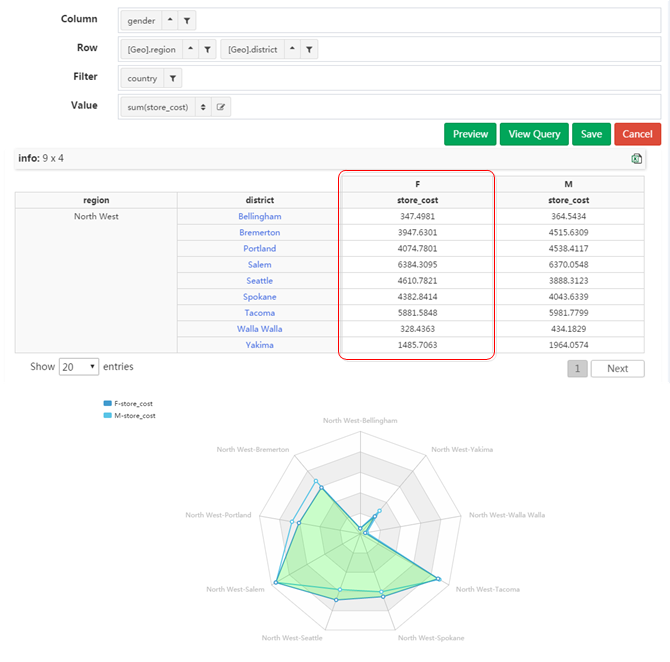 Column gender
Row [Geo].region [Geo].district
Filter country
Value sum(store_cost)
Preview View Query Save Cancel
info: 9 x 4
F M
region district store_cost store_cost
North West Bellingham 347.4981 364.5434
Bremerton 3947.6301 4515.6309
Portland 4074.7801 4538.4117
Salem 6384.3095 6370.0548
Seattle 4610.7821 3888.3123
Spokane 4382.8414 4043.6339
Tacoma 5881.5848 5981.7799
Walla Walla 328.4363 434.1829
Yakima 1485.7063 1964.0574
Show 20 entries 1 Next
F-store_cost
M-store_cost
North West-Bellingham
North West-Bremerton North West-Yakima
North West-Portland North West-Walla Walla
North West-Salem North West-Tacoma
North West-Seattle North West-Spokane